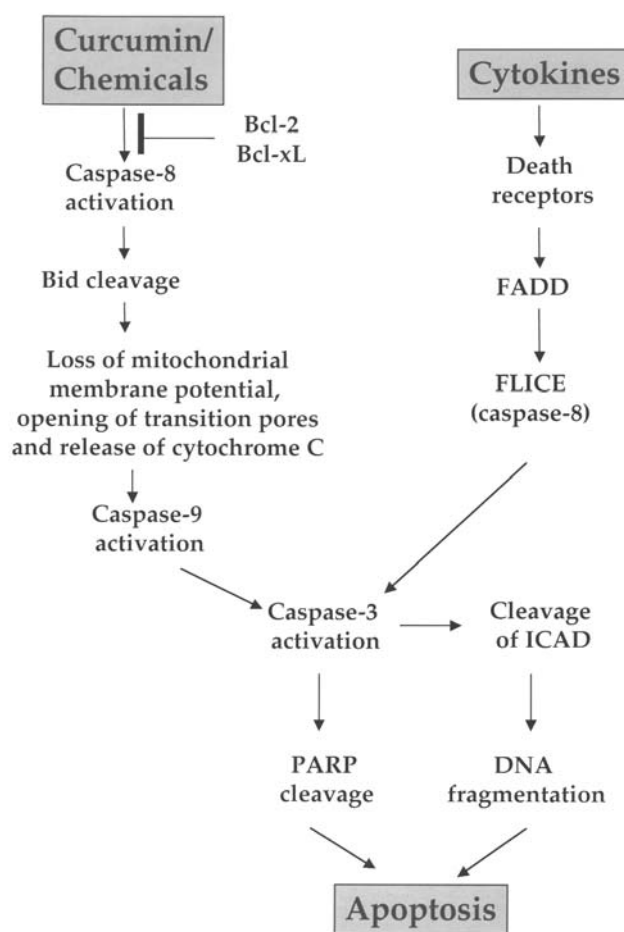 Curcumin/
Chemicals
Cytokines
Bcl-2
Bcl-xL
Caspase-8
activation
Death
receptors
Bid cleavage
FADD
Loss of mitochondrial
membrane potential,
opening of transition pores
and release of cytochrome C
FLICE
(caspase-8)
Caspase-9
activation
Caspase-3
activation
Cleavage
of ICAD
PARP
cleavage
DNA
fragmentation
Apoptosis